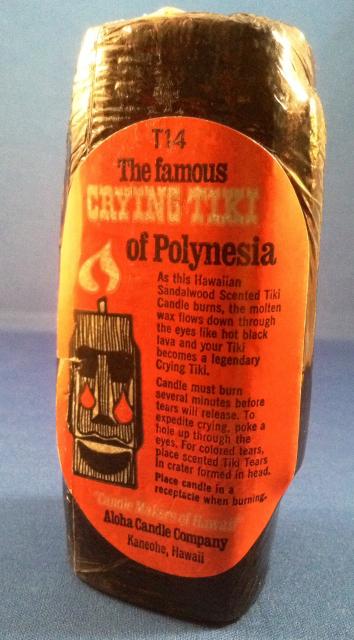 T14
The famous
CRYING TIKI
of Polynesia
As this Hawaiian
Sandalwood Scented Tiki
Candle burns, the molten
wax flows down through
the eyes like hot black
lava and your Tiki
becomes a legendary
Crying Tiki.
Candle must burn
several minutes before
tears will release. To
expedite crying, poke a
hole up through the
eyes. For colored tears,
place scented Tiki Tears
in crater formed in head.
Place candle in a
receptacle when burning.
"Candle Makers of Hawaii"
Aloha Candle Company
Kaneohe, Hawaii